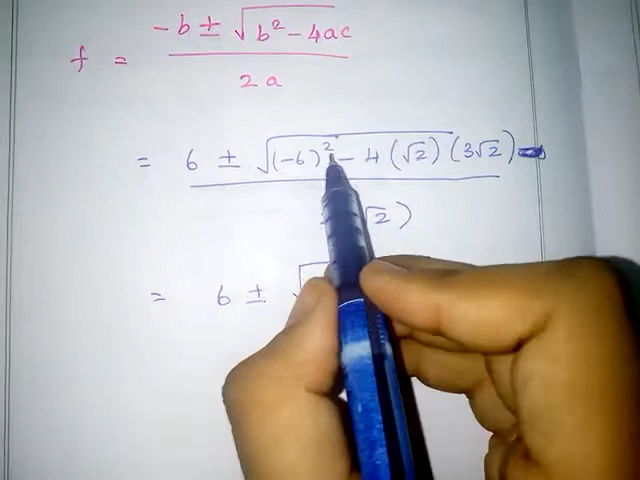 f = (-b ± √(b² - 4ac)) / 2a
= (6 ± √((-6)² - 4(√2)(3√2))) / √2)
= 6 ± √